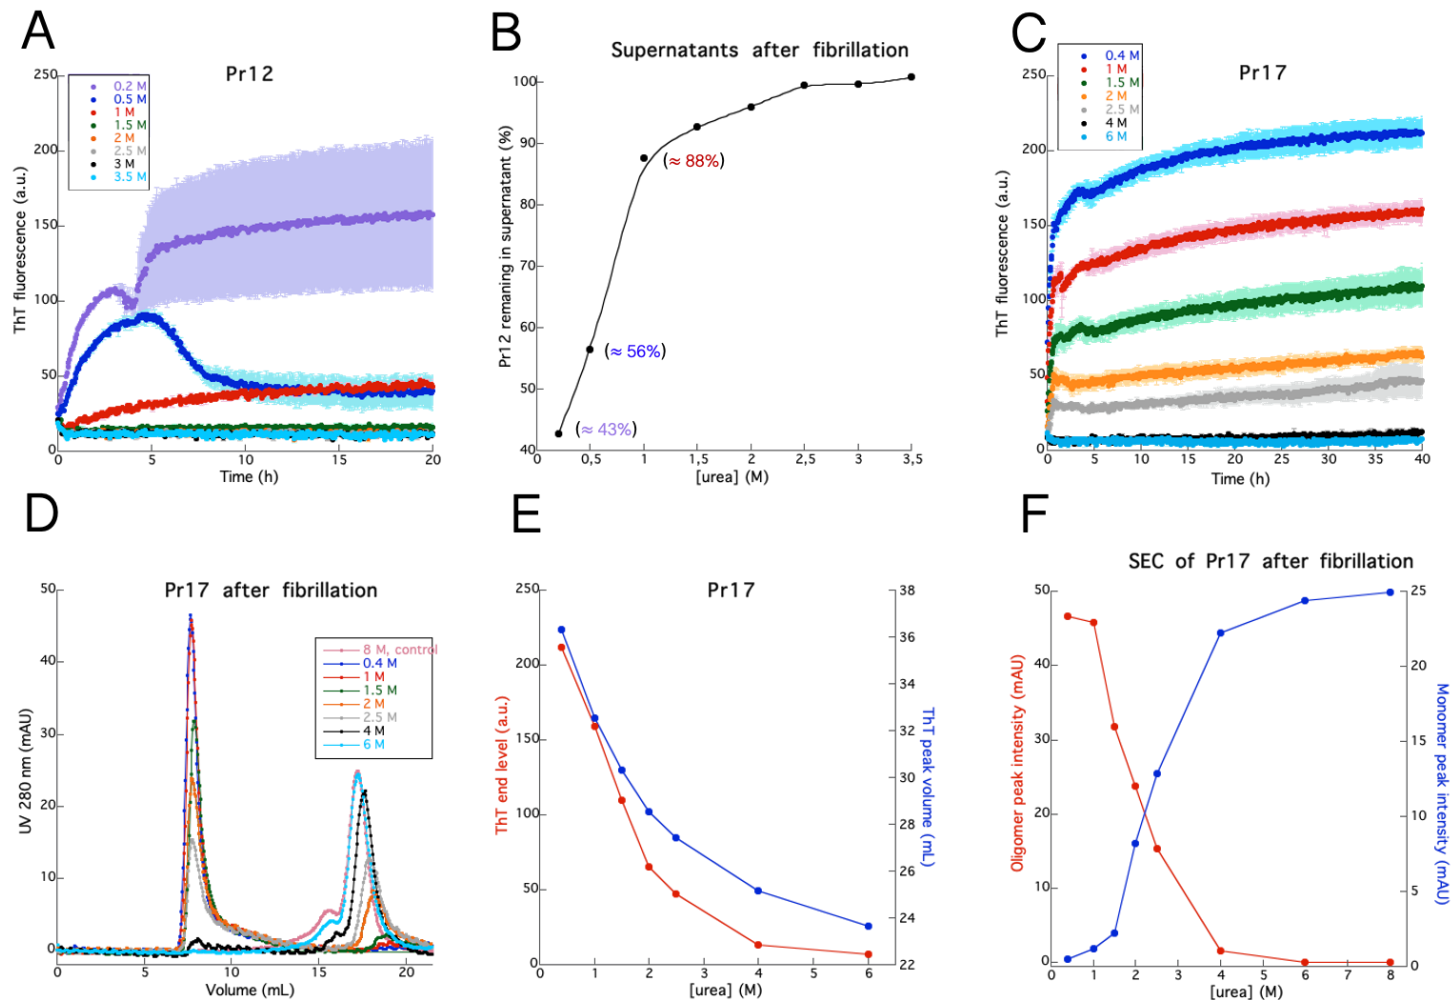 A
Pr12
250
200
150
100
50
0
ThT fluorescence (a.u.)
0.2 M
0.5 M
1 M
1.5 M
2 M
2.5 M
3 M
3.5 M
0
5
10
15
20
Time (h)
B
Supernatants after fibrillation
100
90
80
70
60
50
40
Pr12 remaining in supernatant (%)
(≈ 88%)
(≈ 56%)
(≈ 43%)
0
0,5
1
1,5
2
2,5
3
3,5
[urea] (M)
C
Pr17
250
200
150
100
50
0
ThT fluorescence (a.u.)
0.4 M
1 M
1.5 M
2 M
2.5 M
4 M
6 M
0
5
10
15
20
25
30
35
40
Time (h)
D
Pr17 after fibrillation
50
40
30
20
10
0
UV 280 nm (mAU)
8 M, control
0.4 M
1 M
1.5 M
2 M
2.5 M
4 M
6 M
0
5
10
15
20
Volume (mL)
E
Pr17
250
200
150
100
50
0
ThT end level (a.u.)
38
36
34
32
30
28
26
24
22
ThT peak volume (mL)
0
1
2
3
4
5
6
[urea] (M)
F
SEC of Pr17 after fibrillation
50
40
30
20
10
0
Oligomer peak intensity (mAU)
25
20
15
10
5
0
Monomer peak intensity (mAU)
0
1
2
3
4
5
6
7
8
[urea] (M)